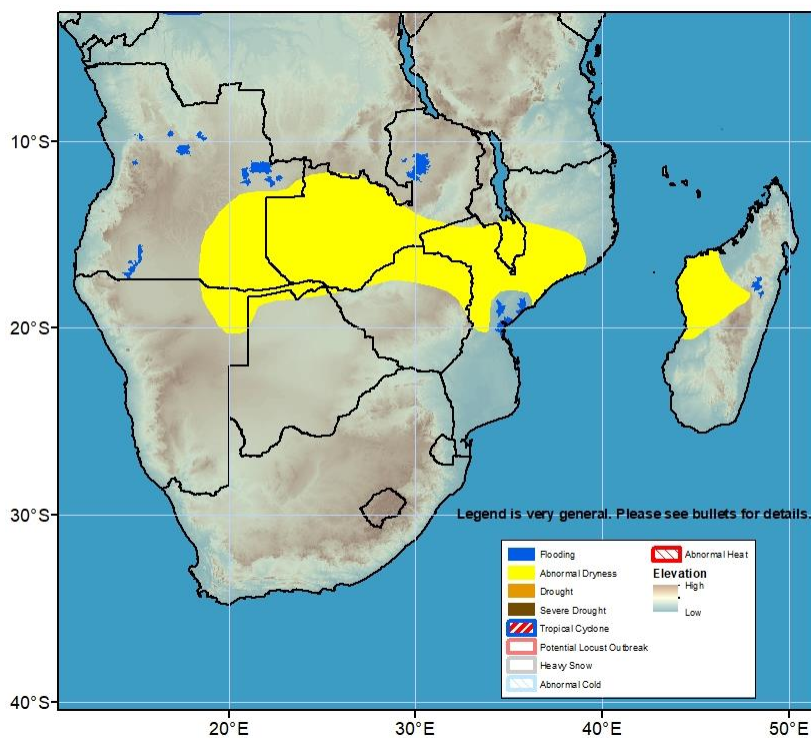 10°S
20°S
30°S
40°S
Legend is very general. Please see bullets for details.
Flooding
Abnormal Dryness
Drought
Severe Drought
Tropical Cyclone
Potential Locust Outbreak
Heavy Snow
Abnormal Cold
Abnormal Heat
Elevation
High
Low
20°E
30°E
40°E
50°E